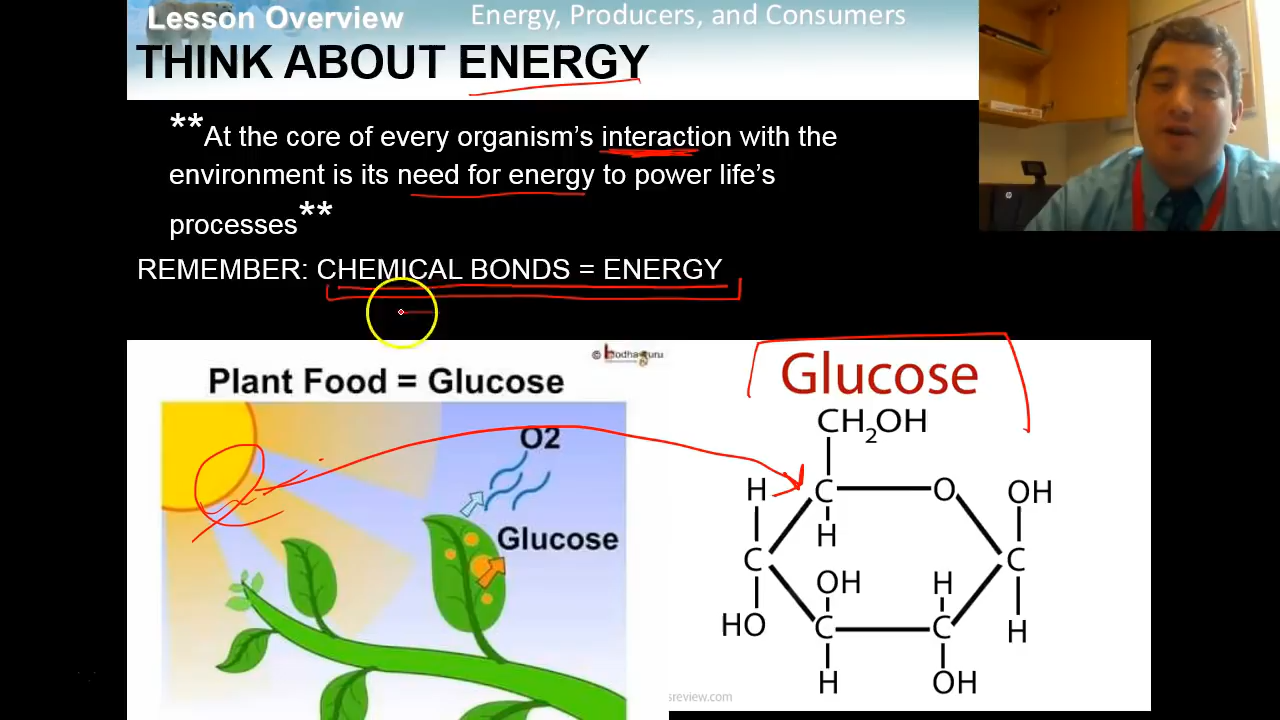 Lesson Overview
Energy, Producers, and Consumers
THINK ABOUT ENERGY
**At the core of every organism's interaction with the
environment is its need for energy to power life's
processes**
REMEMBER: CHEMICAL BONDS = ENERGY
Plant Food = Glucose
O2
Glucose
Glucose
CH2OH
H C O OH
H
C C
OH H
HO C C H
H OH
sreview.com